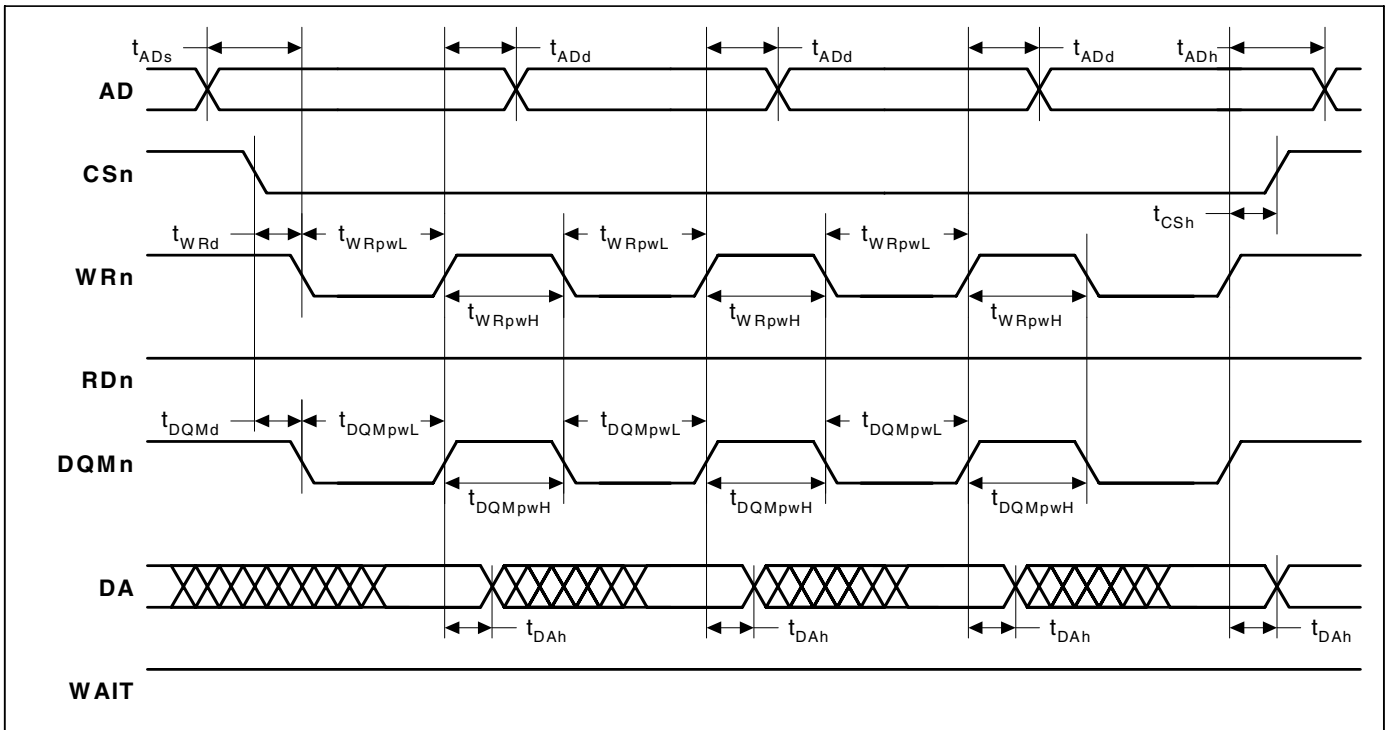 tADs tADd tADd tADd tADh
AD
CSn
tWRd tWRpwL tWRpwL tWRpwL tCSh
WRn
tWRpwH tWRpwH tWRpwH
RDn
tDQMd tDQMpwL tDQMpwL tDQMpwL
DQMn
tDQMpwH tDQMpwH tDQMpwH
DA
tDAh tDAh tDAh tDAh
WAIT